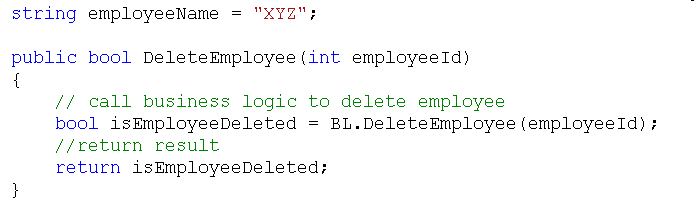 string employeeName = "XYZ";
public bool DeleteEmployee(int employeeId)
{
// call business logic to delete employee
bool isEmployeeDeleted = BL.DeleteEmployee(employeeId);
//return result
return isEmployeeDeleted;
}